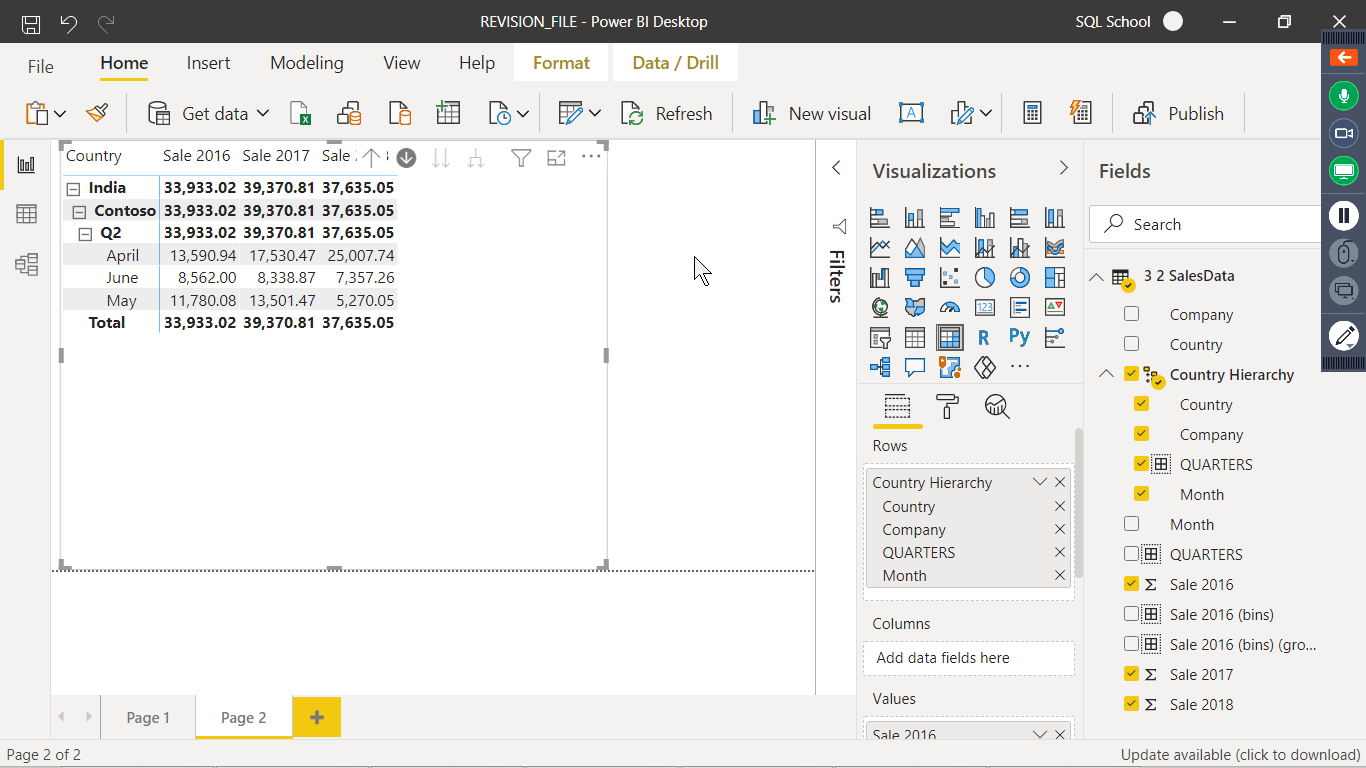 REVISION_FILE - Power BI Desktop
SQL School
File Home Insert Modeling View Help Format Data / Drill
Get data Refresh New visual Publish
Country Sale 2016 Sale 2017 Sale
India 33,933.02 39,370.81 37,635.05
Contoso 33,933.02 39,370.81 37,635.05
Q2 33,933.02 39,370.81 37,635.05
April 13,590.94 17,530.47 25,007.74
June 8,562.00 8,338.87 7,357.26
May 11,780.08 13,501.47 5,270.05
Total 33,933.02 39,370.81 37,635.05
Filters
Visualizations
123
R Py
Rows
Country Hierarchy
Country
Company
QUARTERS
Month
Columns
Add data fields here
Values
Sale 2016
Fields
Search
3 2 SalesData
Company
Country
Country Hierarchy
Country
Company
QUARTERS
Month
Month
QUARTERS
Sale 2016
Sale 2016 (bins)
Sale 2016 (bins) (gro...
Sale 2017
Sale 2018
Page 1 Page 2
Page 2 of 2
Update available (click to download)